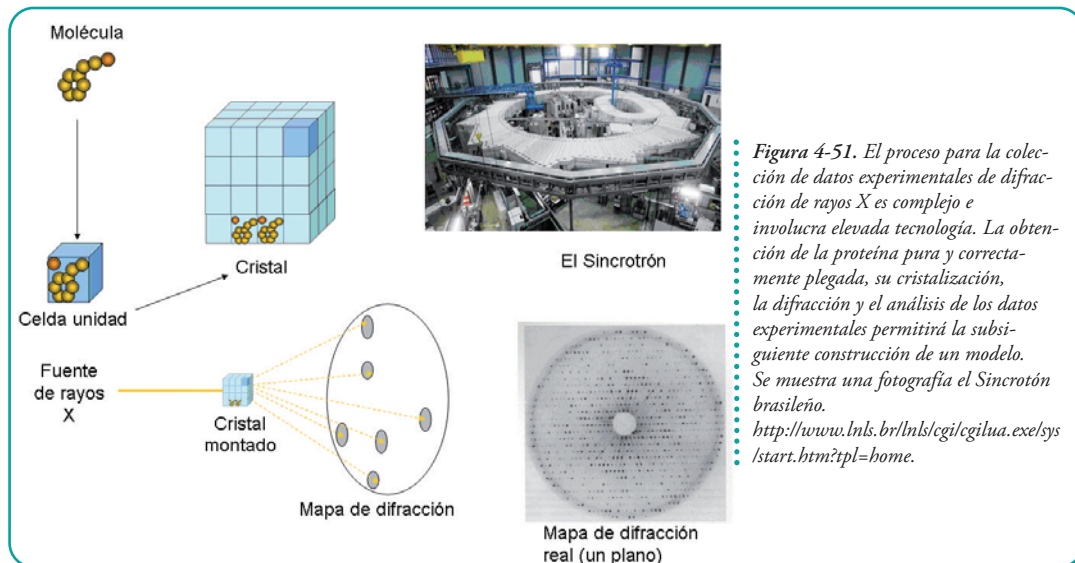 Molécula
Celda unidad
Cristal
El Sincrotrón
Fuente
de rayos
X
Cristal
montado
Mapa de difracción
Mapa de difracción
real (un plano)
Figura 4-51. El proceso para la colec-
ción de datos experimentales de difrac-
ción de rayos X es complejo e
involucra elevada tecnología. La obten-
ción de la proteína pura y correcta-
mente plegada, su cristalización,
la difracción y el análisis de los datos
experimentales permitirá la subsi-
guiente construcción de un modelo.
Se muestra una fotografía el Sincrotón
brasileño.
http://www.lnls.br/lnls/cgi/cgilua.exe/sys
/start.htm?tpl=home.